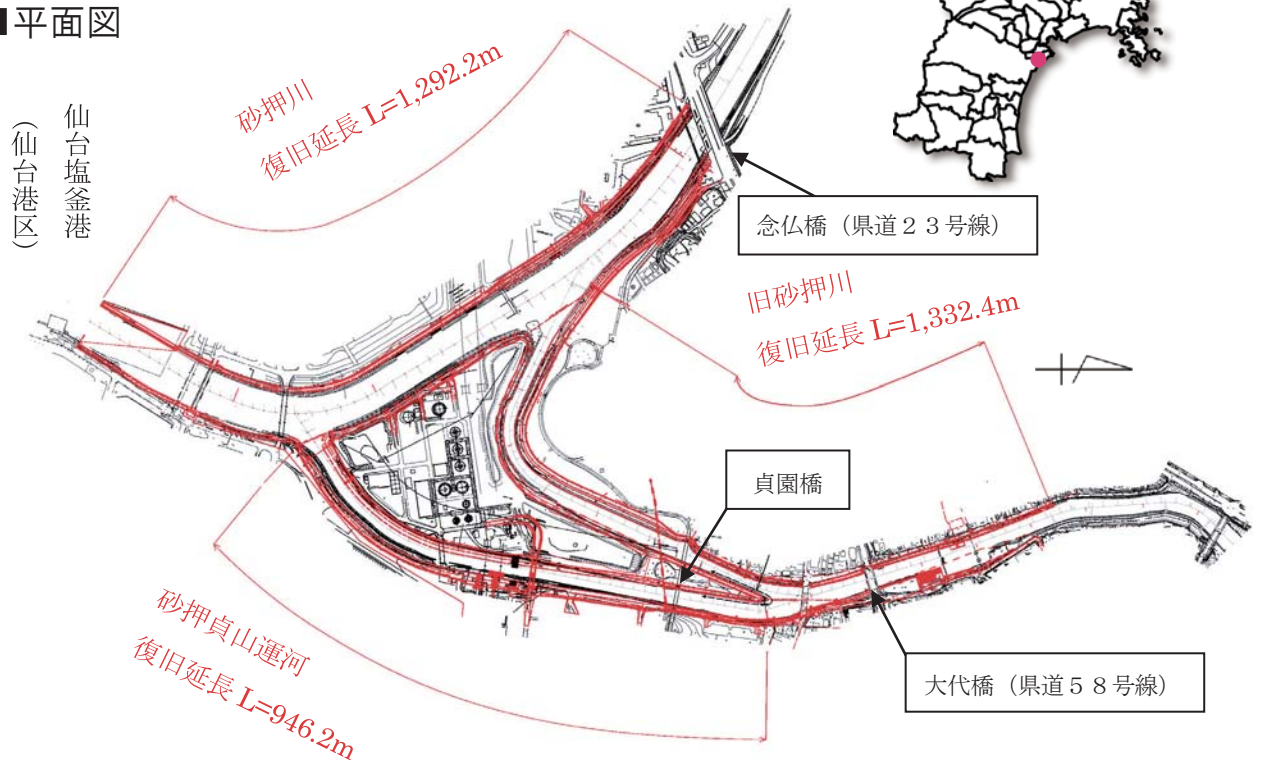 ■平面図
仙台塩釜港
(仙台港区)
砂押川
復旧延長 L=1,292.2m
念仏橋（県道２３号線）
旧砂押川
復旧延長 L=1,332.4m
貞園橋
砂押貞山運河
復旧延長 L=946.2m
大代橋（県道５８号線）